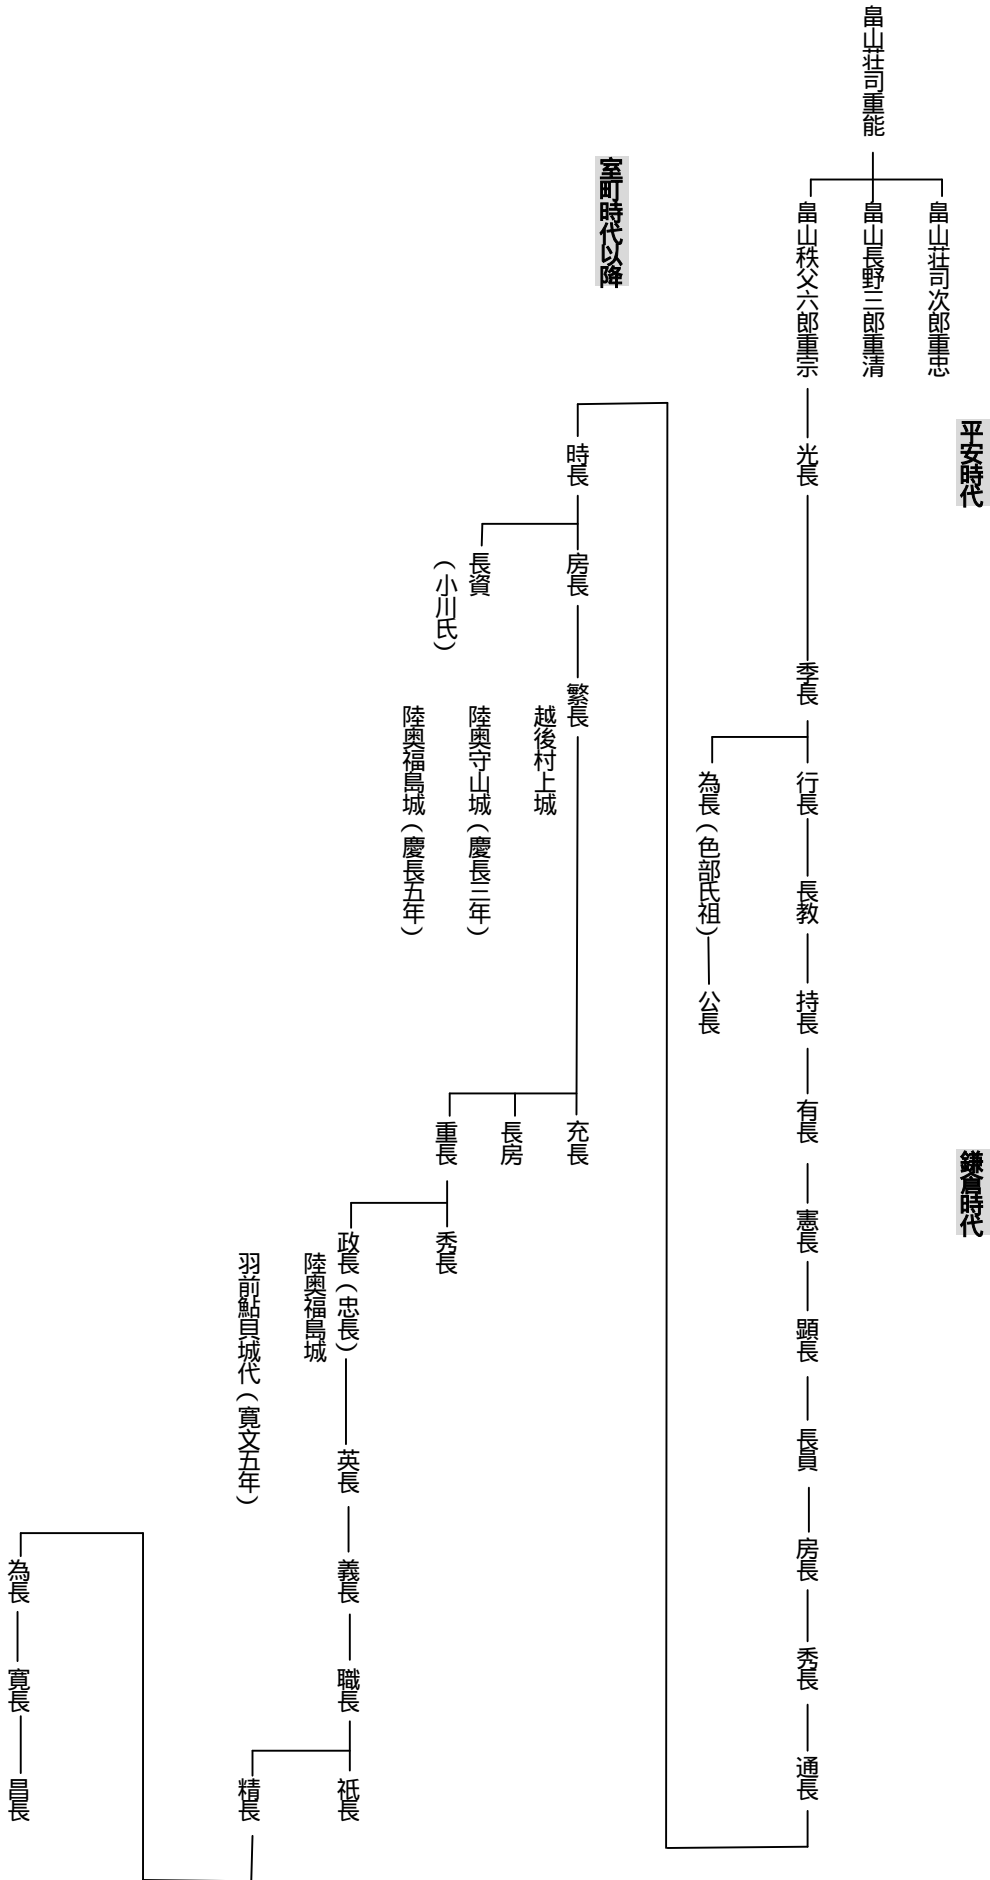 平安時代
鎌倉時代
畠山荘司重能
畠山荘司次郎重忠
畠山長野三郎重清
畠山秩父六郎重宗
光長
季長
行長
長教
持長
有長
憲長
顕長
長員
房長
秀長
通長
為長(色部氏祖)
公長
室町時代以降
時長
房長
繁長
越後村上城
陸奥守山城(慶長三年)
陸奥福島城(慶長五年)
長資
(小川氏)
充長
長房
重長
秀長
政長(忠長)
陸奥福島城
羽前鮎貝城代(寛文五年)
英長
義長
職長
祇長
精長
為長
寛長
昌長